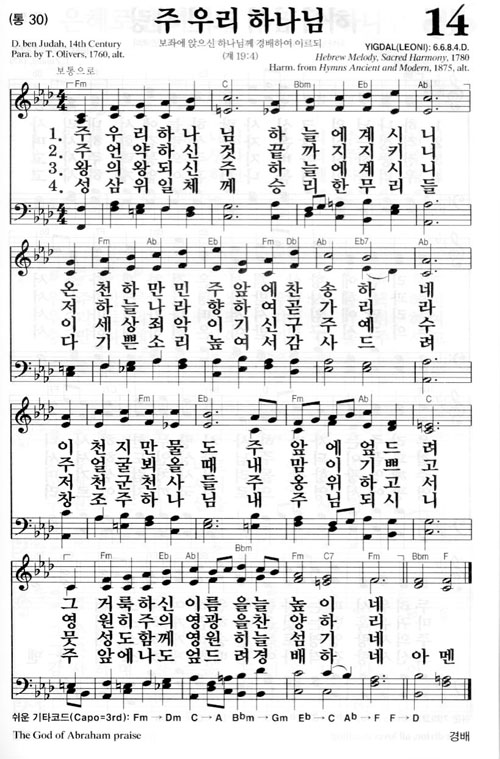 (통 30)
주 우리 하나님
14
D. ben Judah, 14th Century
Para. by T. Olivers, 1760, alt.
보좌에 앉으신 하나님께 경배하여 이르되
(계 19:4)
YIGDAL(LEONI): 6.6.8.4.D.
Hebrew Melody, Sacred Harmony, 1780
Harm. from Hymns Ancient and Modern, 1875, alt.
보통으로
Fm C Bbm Eb Ab
1. 주 우 리 하 나 님 하 늘 에 계 시 니
2. 주 언 약 하 신 것 끝 까 지 지 키 니
3. 왕 의 왕 되 신 주 하 늘 에 계 시 니
4. 성 삼 위 일 체 께 승 리 한 무 리 들
Fm Ab Eb Fm Db Ab Eb7 Ab
온 천 하 만 민 주 앞 에 찬 송 하 네
저 하 늘 나 라 향 하 여 곧 가 리 라
이 세 상 죄 악 이 기 신 구 주 예 수
다 기 쁜 소 리 높 여 서 감 사 드 려
Fm Eb Fm Ab C
이 천 지 만 물 도 주 앞 에 엎 드 려
주 얼 굴 뵈 올 때 내 맘 이 기 쁘 고
저 천 군 천 사 들 주 옹 위 하 고 서
창 조 주 하 나 님 내 주 님 되 시 니
Fm Eb Ab Eb Bbm Fm C7 Fm Bbm F
그 거 룩 하 신 이 름 을 늘 높 이 네
영 원 히 주 의 영 광 을 찬 양 하 리
뭇 성 도 함 께 영 원 히 늘 섬 기 네
주 앞 에 나 도 엎 드 려 경 배 하 네 아 멘
쉬운 기타코드(Capo=3rd): Fm → Dm C → A Bbm → Gm Eb → C Ab → F F → D
The God of Abraham praise
경배